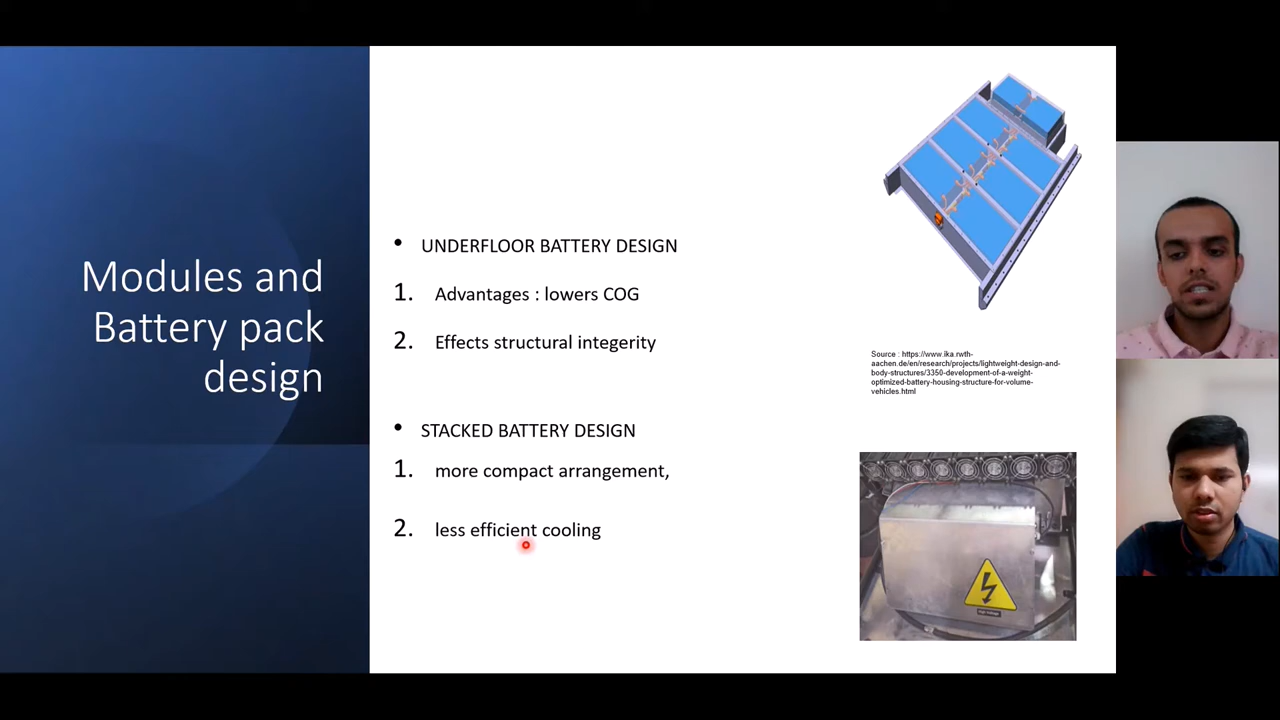 Modules and
Battery pack
design
• UNDERFLOOR BATTERY DESIGN
1. Advantages : lowers COG
2. Effects structural integerity
• STACKED BATTERY DESIGN
1. more compact arrangement,
2. less efficient cooling
Source : https://www.ika.rwth-
aachen.de/en/research/projects/lightweight-design-and-
body-structures/3350-development-of-a-weight-
optimized-battery-housing-structure-for-volume-
vehicles.html